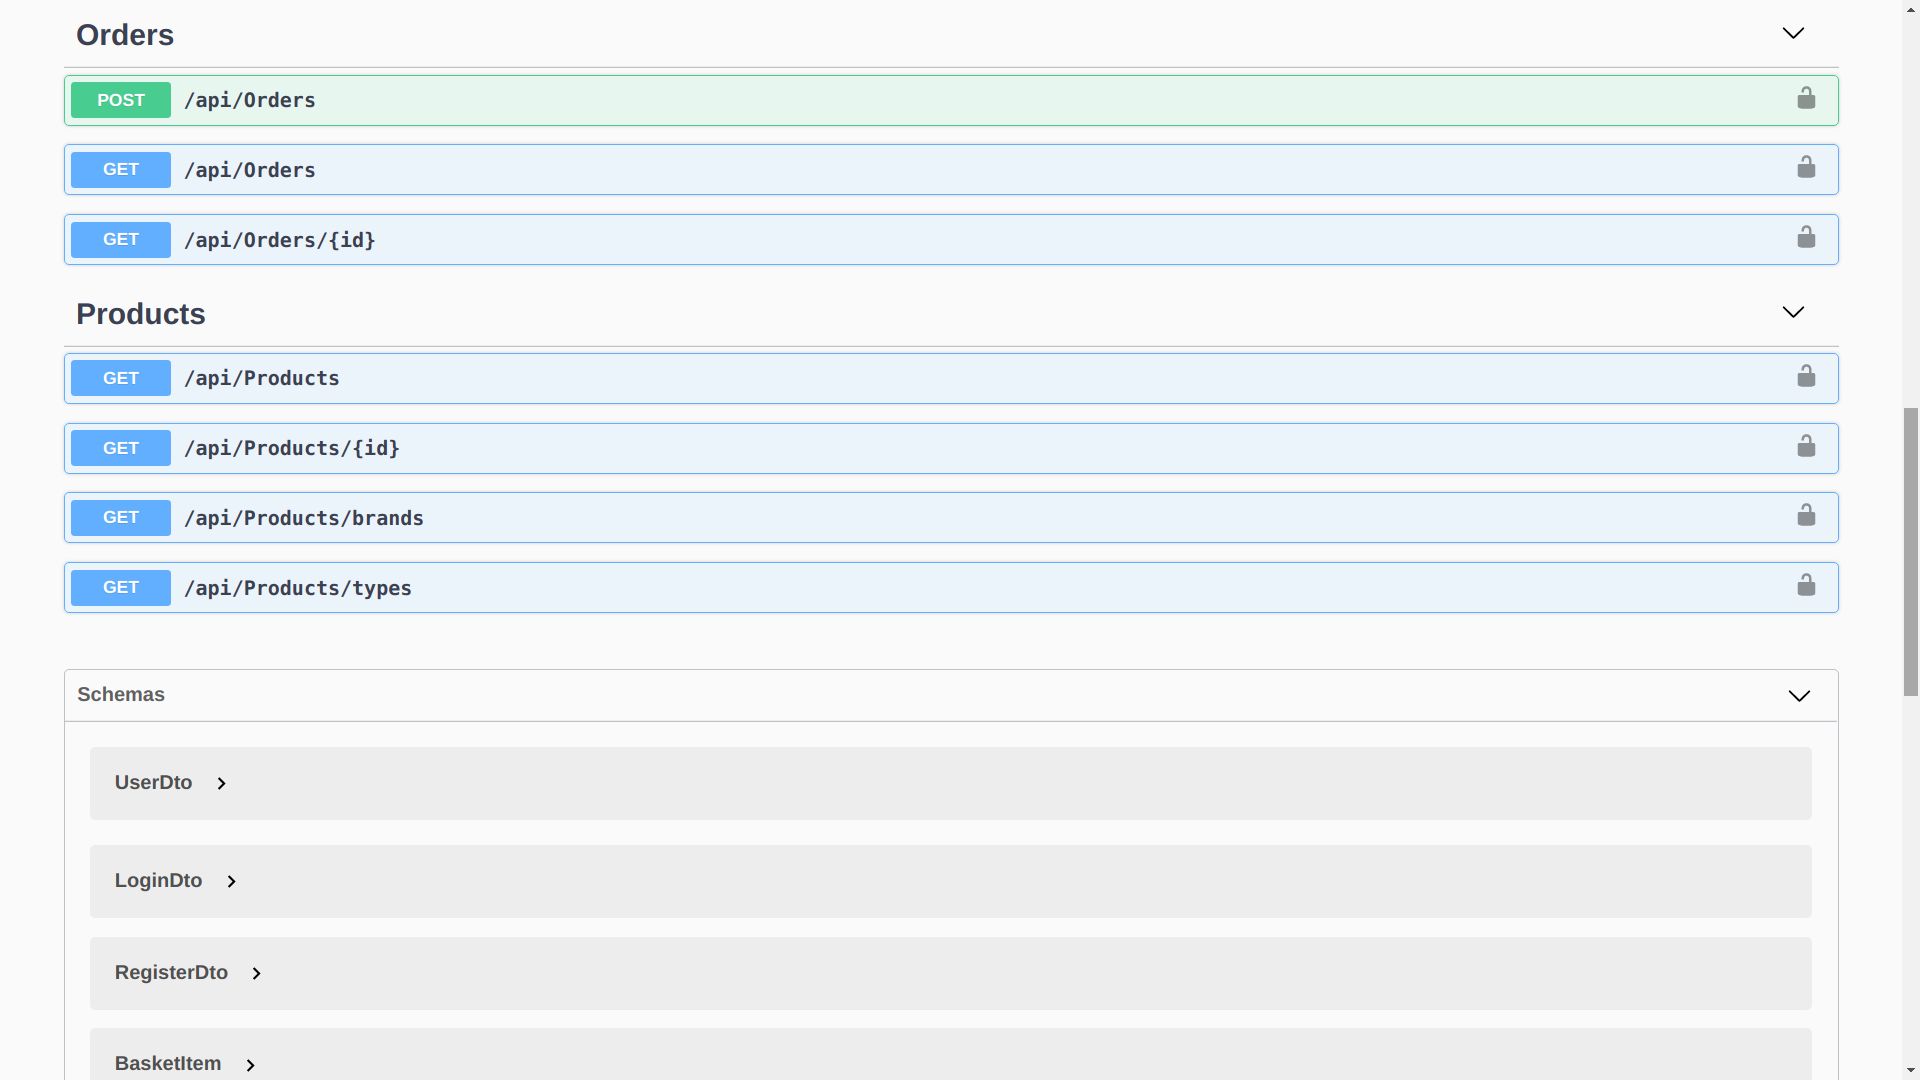 Orders
POST /api/Orders
GET /api/Orders
GET /api/Orders/{id}
Products
GET /api/Products
GET /api/Products/{id}
GET /api/Products/brands
GET /api/Products/types
Schemas
UserDto
LoginDto
RegisterDto
BasketItem